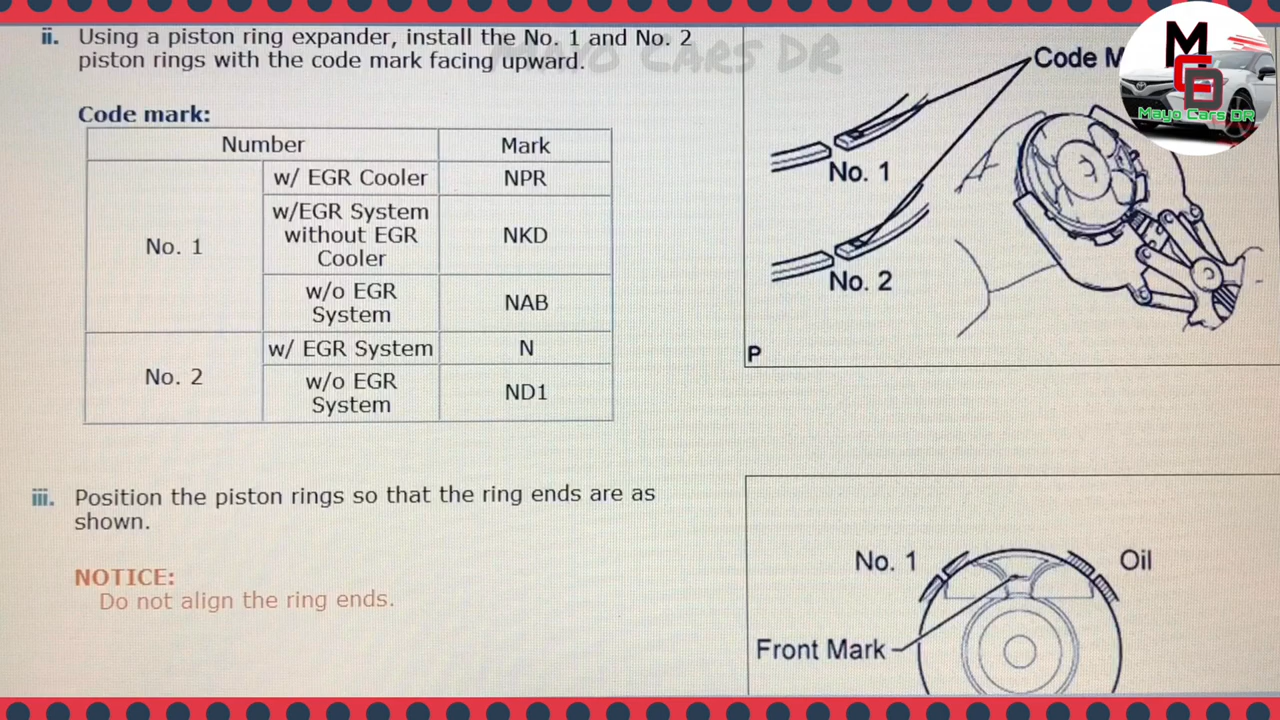 ii. Using a piston ring expander, install the No. 1 and No. 2
piston rings with the code mark facing upward.
MAYO CARS DR
Code mark:
Number Mark
No. 1
w/ EGR Cooler NPR
w/EGR System
without EGR
Cooler
NKD
w/o EGR
System
NAB
No. 2
w/ EGR System N
w/o EGR
System
ND1
iii. Position the piston rings so that the ring ends are as
shown.
NOTICE:
Do not align the ring ends.
Code M
No. 1
No. 2
P
No. 1
Oil
Front Mark
M
C
D
Mayo Cars DR